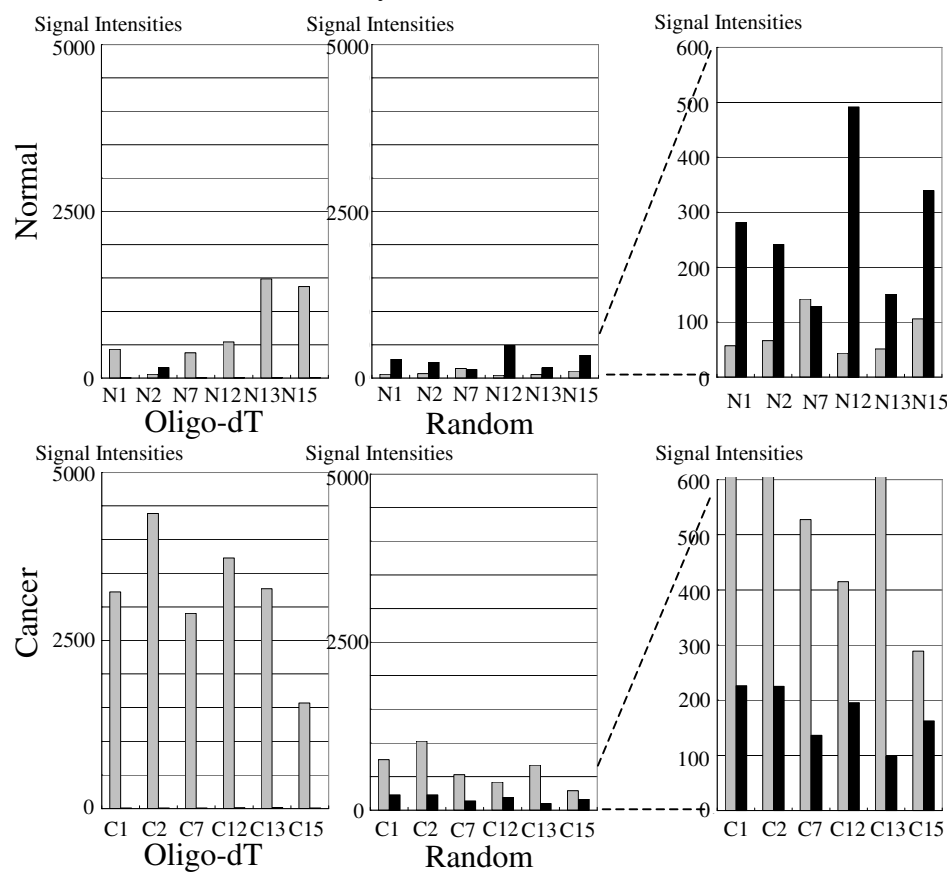 Signal Intensities Signal Intensities Signal Intensities
5000 5000 600
500
400
2500 2500 300
200
100
0 0 0
N1 N2 N7 N12 N13 N15 N1 N2 N7 N12 N13 N15 N1 N2 N7 N12 N13 N15
Normal
Oligo-dT Random
Signal Intensities Signal Intensities Signal Intensities
5000 5000 600
500
400
2500 2500 300
200
100
0 0 0
C1 C2 C7 C12 C13 C15 C1 C2 C7 C12 C13 C15 C1 C2 C7 C12 C13 C15
Cancer
Oligo-dT Random